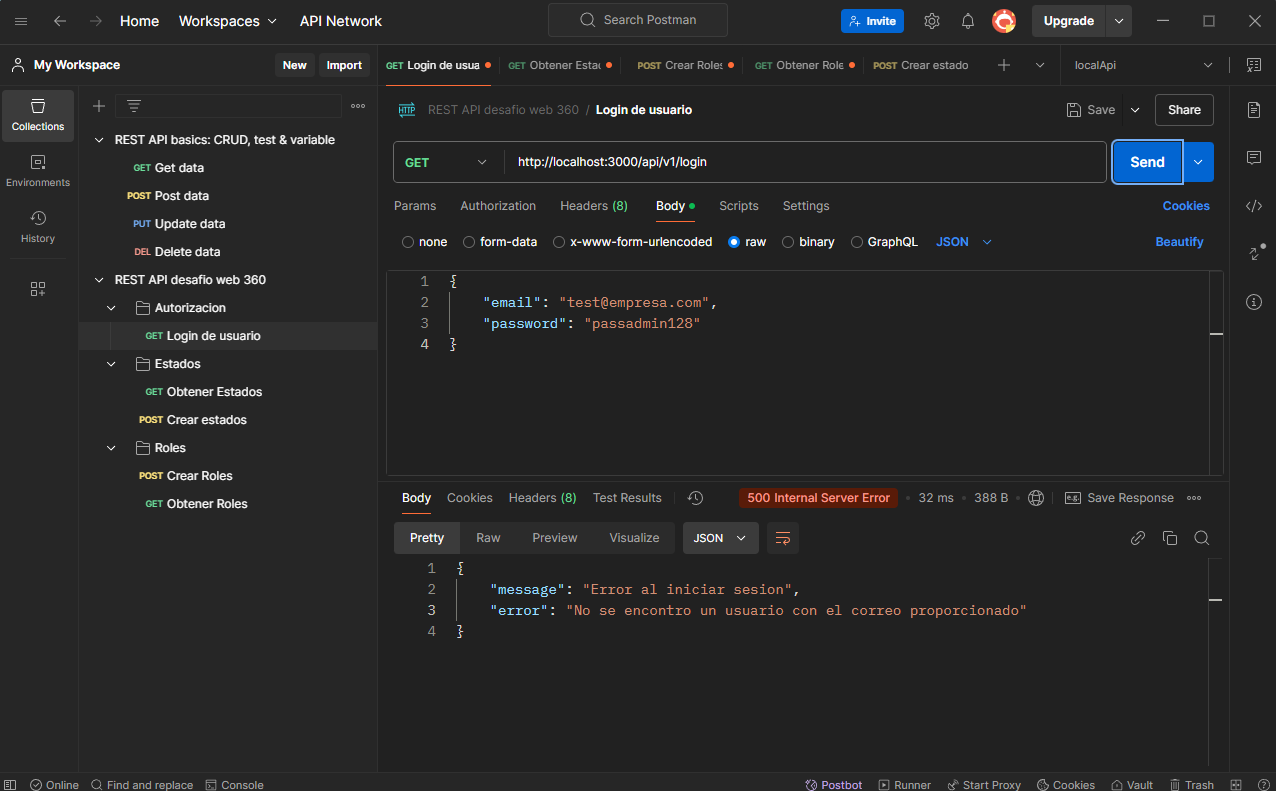 Home Workspaces API Network Search Postman Invite Upgrade
My Workspace New Import
GET Login de usua GET Obtener Esta POST Crear Roles GET Obtener Role POST Crear estado localApi
Collections
Environments
History
REST API basics: CRUD, test & variable
GET Get data
POST Post data
PUT Update data
DEL Delete data
REST API desafio web 360
Autorizacion
GET Login de usuario
Estados
GET Obtener Estados
POST Crear estados
Roles
POST Crear Roles
GET Obtener Roles
HTTP REST API desafio web 360 / Login de usuario Save Share
GET http://localhost:3000/api/v1/login Send
Params Authorization Headers (8) Body Scripts Settings Cookies
none form-data x-www-form-urlencoded raw binary GraphQL JSON Beautify
1 {
2 "email": "test@empresa.com",
3 "password": "passadmin128"
4 }
Body Cookies Headers (8) Test Results 500 Internal Server Error 32 ms 388 B e.g. Save Response
Pretty Raw Preview Visualize JSON
1 {
2 "message": "Error al iniciar sesion",
3 "error": "No se encontro un usuario con el correo proporcionado"
4 }
Online Find and replace Console Postbot Runner Start Proxy Cookies Vault Trash